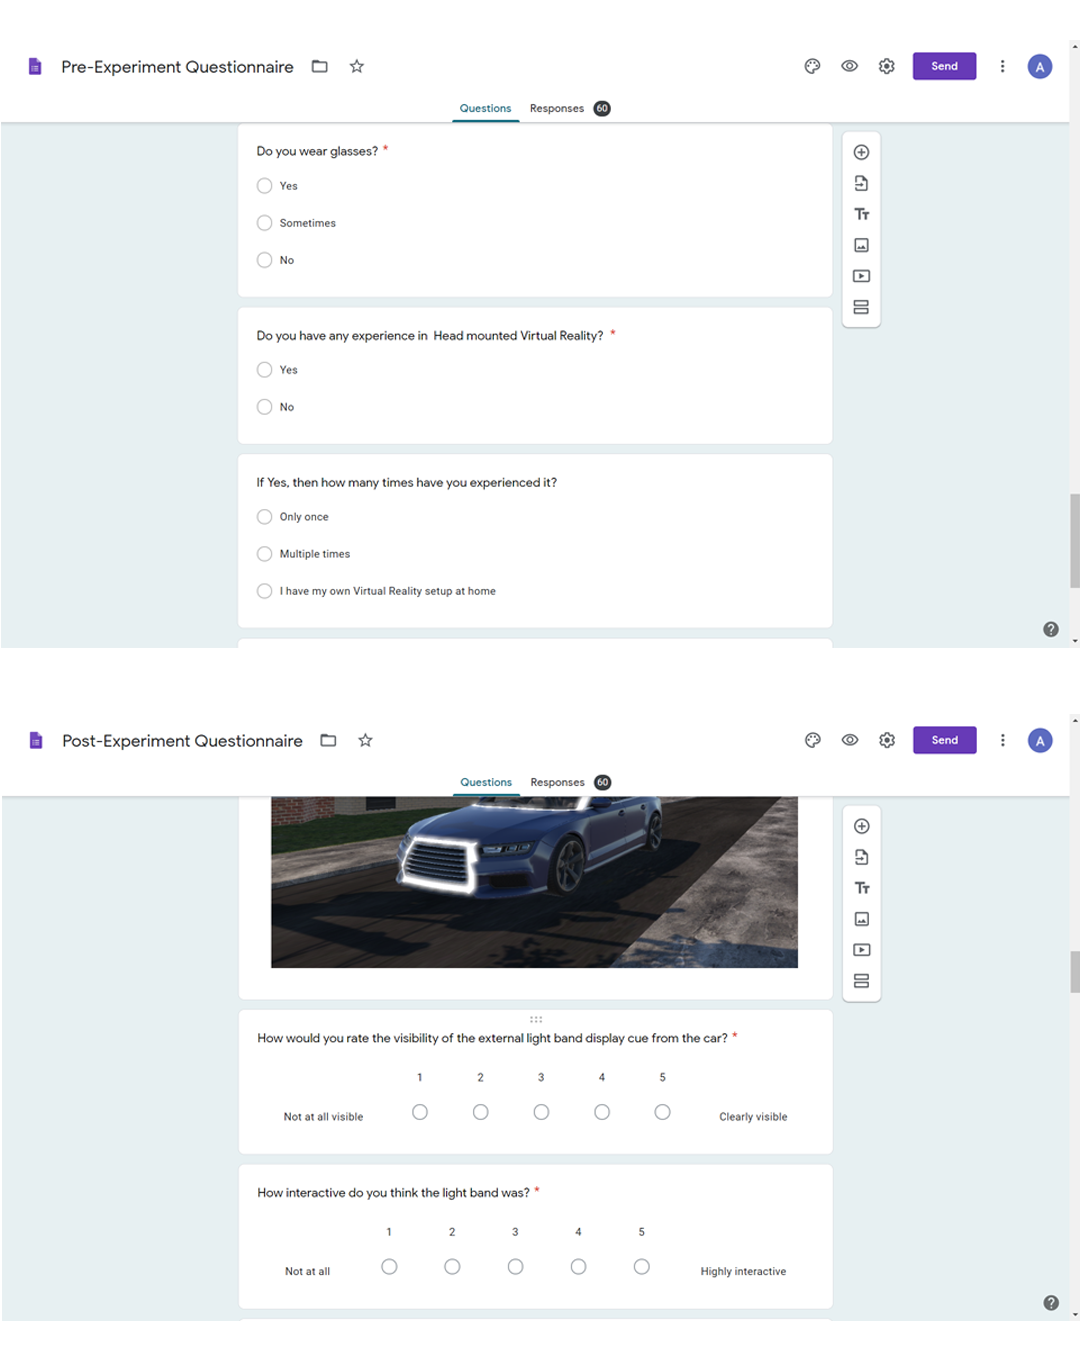 Pre-Experiment Questionnaire
Send
A
Questions Responses 60
Do you wear glasses? *
Yes
Sometimes
No
Do you have any experience in Head mounted Virtual Reality? *
Yes
No
If Yes, then how many times have you experienced it?
Only once
Multiple times
I have my own Virtual Reality setup at home
Post-Experiment Questionnaire
Send
A
Questions Responses 60
How would you rate the visibility of the external light band display cue from the car? *
1 2 3 4 5
Not at all visible Clearly visible
How interactive do you think the light band was? *
1 2 3 4 5
Not at all Highly interactive